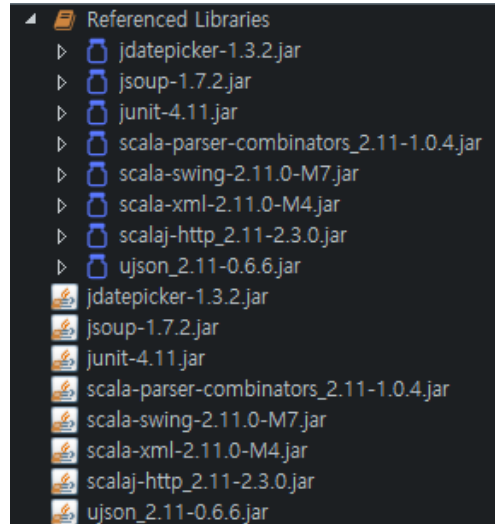 Referenced Libraries
jdatepicker-1.3.2.jar
jsoup-1.7.2.jar
junit-4.11.jar
scala-parser-combinators_2.11-1.0.4.jar
scala-swing-2.11.0-M7.jar
scala-xml-2.11.0-M4.jar
scalaj-http_2.11-2.3.0.jar
ujson_2.11-0.6.6.jar
jdatepicker-1.3.2.jar
jsoup-1.7.2.jar
junit-4.11.jar
scala-parser-combinators_2.11-1.0.4.jar
scala-swing-2.11.0-M7.jar
scala-xml-2.11.0-M4.jar
scalaj-http_2.11-2.3.0.jar
ujson_2.11-0.6.6.jar